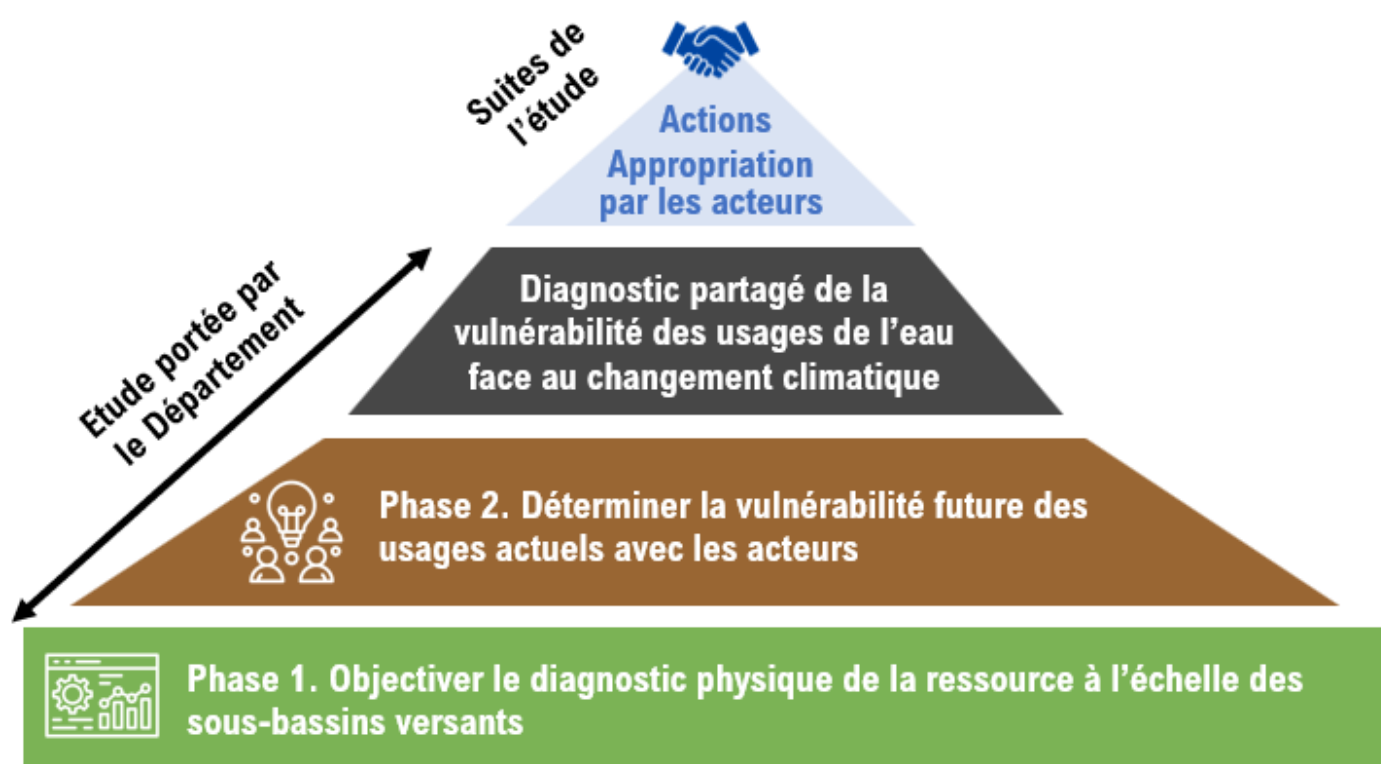 Suites de
l'étude
Actions
Appropriation
par les acteurs
Etude portée par
le Département
Diagnostic partagé de la
vulnérabilité des usages de l'eau
face au changement climatique
Phase 2. Déterminer la vulnérabilité future des
usages actuels avec les acteurs
Phase 1. Objectiver le diagnostic physique de la ressource à l'échelle des
sous-bassins versants